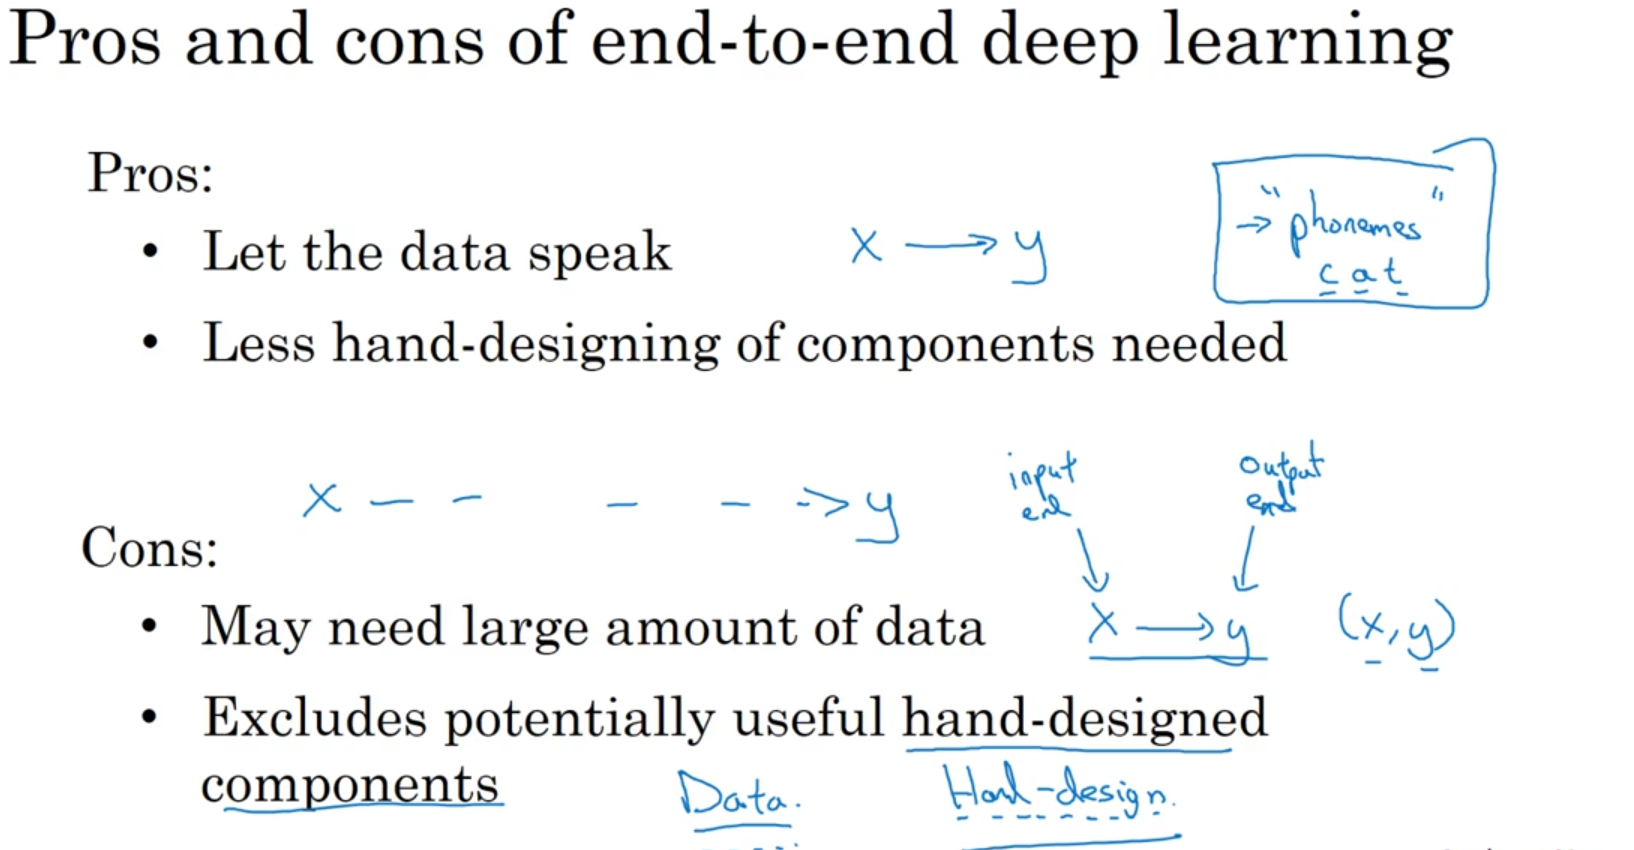 Pros and cons of end-to-end deep learning
Pros:
• Let the data speak
x → y
→ "phonemes"
c a t
• Less hand-designing of components needed
x - - - - -> y
input
end
output
end
Cons:
• May need large amount of data
x → y
(x, y)
• Excludes potentially useful hand-designed
components
Data.
Hand-design.